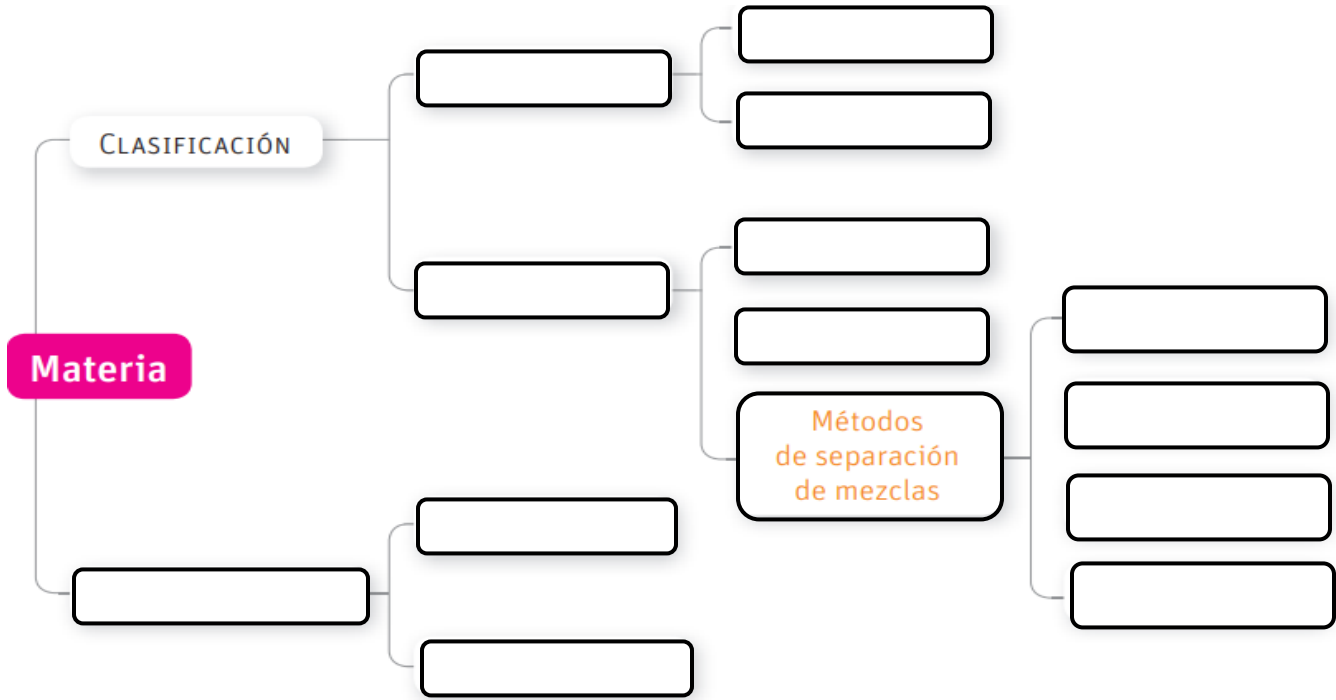 CLASIFICACIÓN
Materia
Métodos
de separación
de mezclas